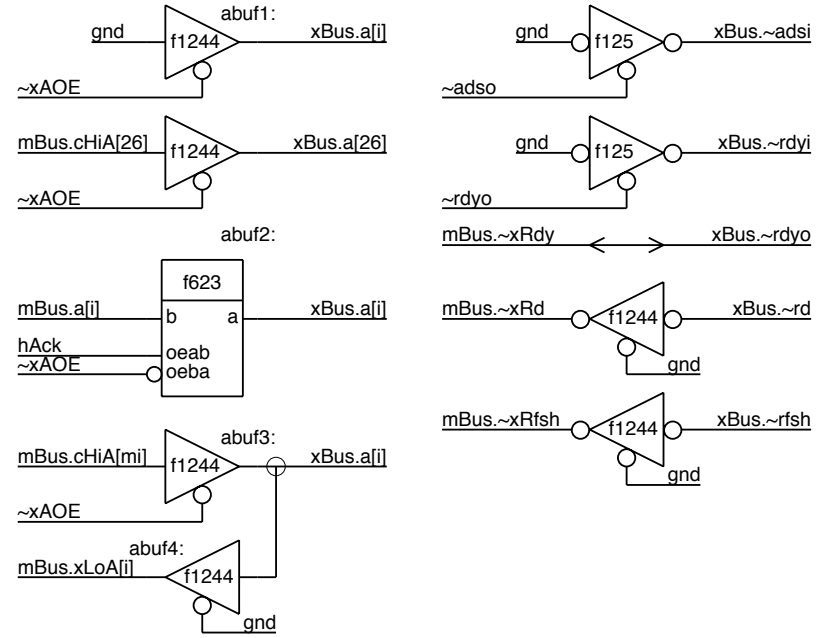 abuf1:
gnd
f1244
xBus.a[i]
~xAOE
mBus.cHiA[26]
f1244
xBus.a[26]
~xAOE
abuf2:
f623
mBus.a[i]
b
a
xBus.a[i]
hAck
oeab
~xAOE
oeba
abuf3:
mBus.cHiA[mi]
f1244
xBus.a[i]
~xAOE
abuf4:
mBus.xLoA[i]
f1244
gnd
gnd
f125
xBus.~adsi
~adso
gnd
f125
xBus.~rdyi
~rdyo
mBus.~xRdy
xBus.~rdyo
mBus.~xRd
f1244
xBus.~rd
gnd
mBus.~xRfsh
f1244
xBus.~rfsh
gnd